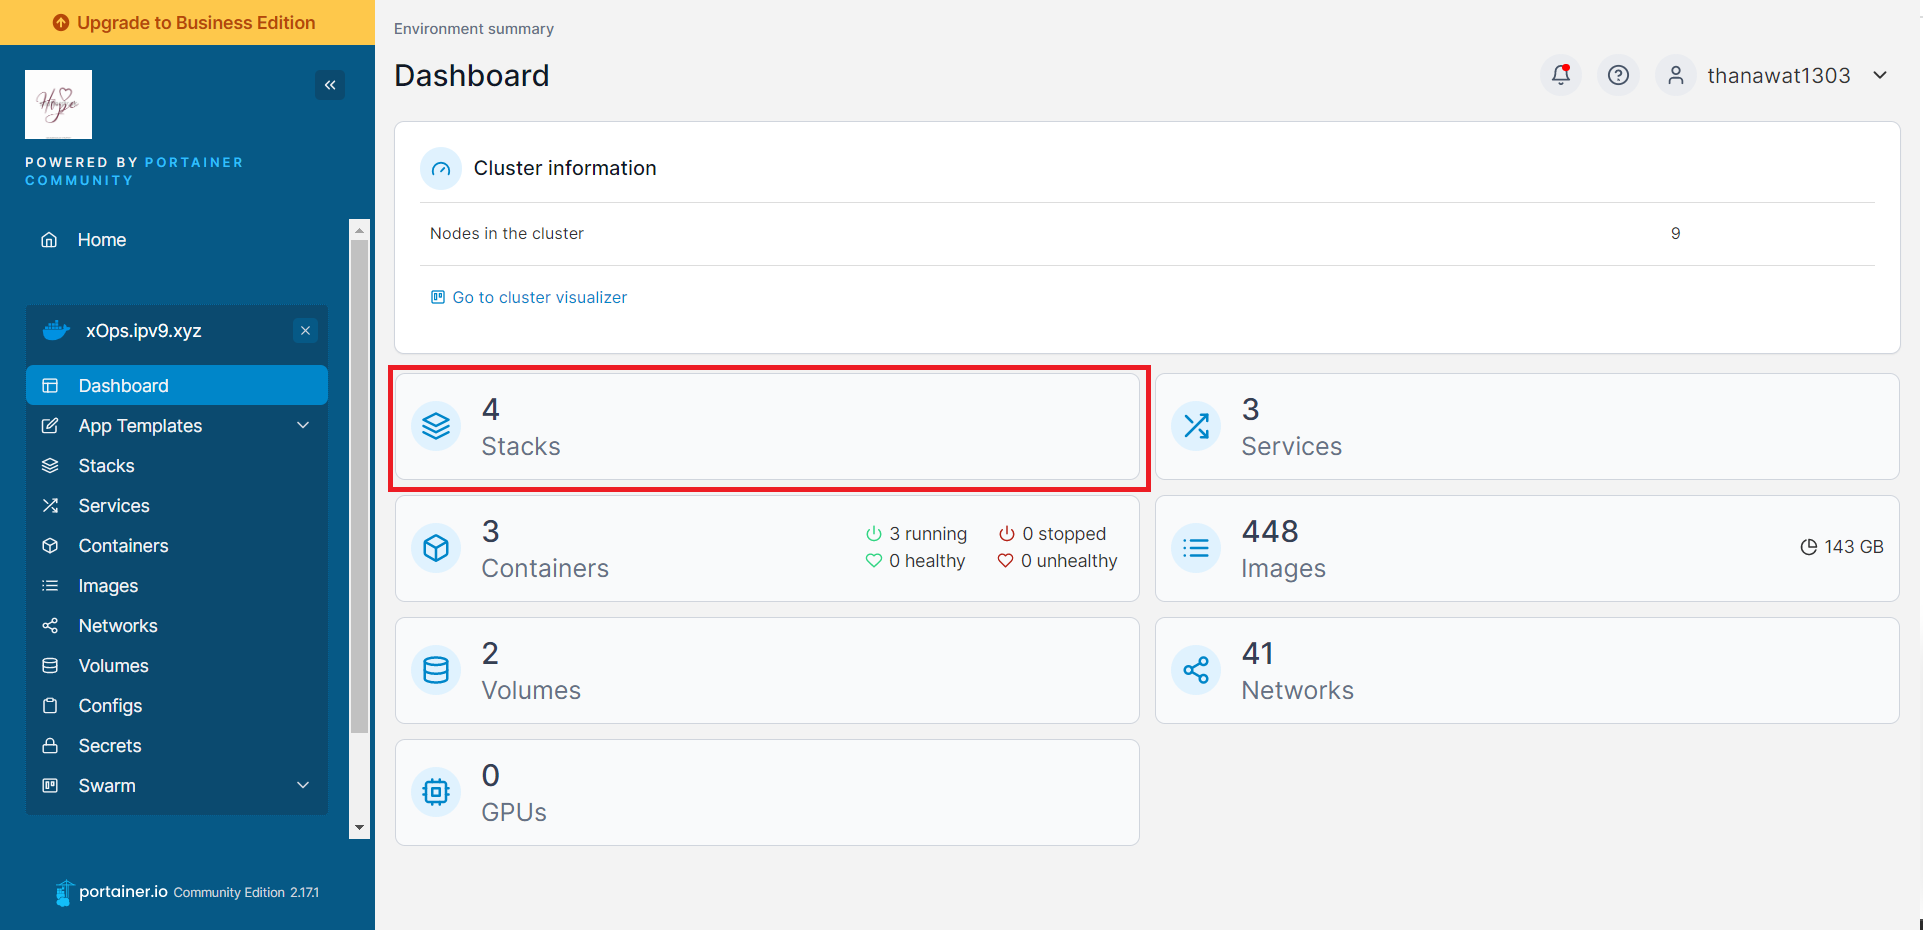 Upgrade to Business Edition
Hope
POWERED BY PORTAINER
COMMUNITY
Home
xOps.ipv9.xyz
Dashboard
App Templates
Stacks
Services
Containers
Images
Networks
Volumes
Configs
Secrets
Swarm
portainer.io Community Edition 2.17.1
Environment summary
Dashboard
thanawat1303
Cluster information
Nodes in the cluster 9
Go to cluster visualizer
4
Stacks
3
Services
3
Containers
3 running 0 stopped
0 healthy 0 unhealthy
448
Images
143 GB
2
Volumes
41
Networks
0
GPUs